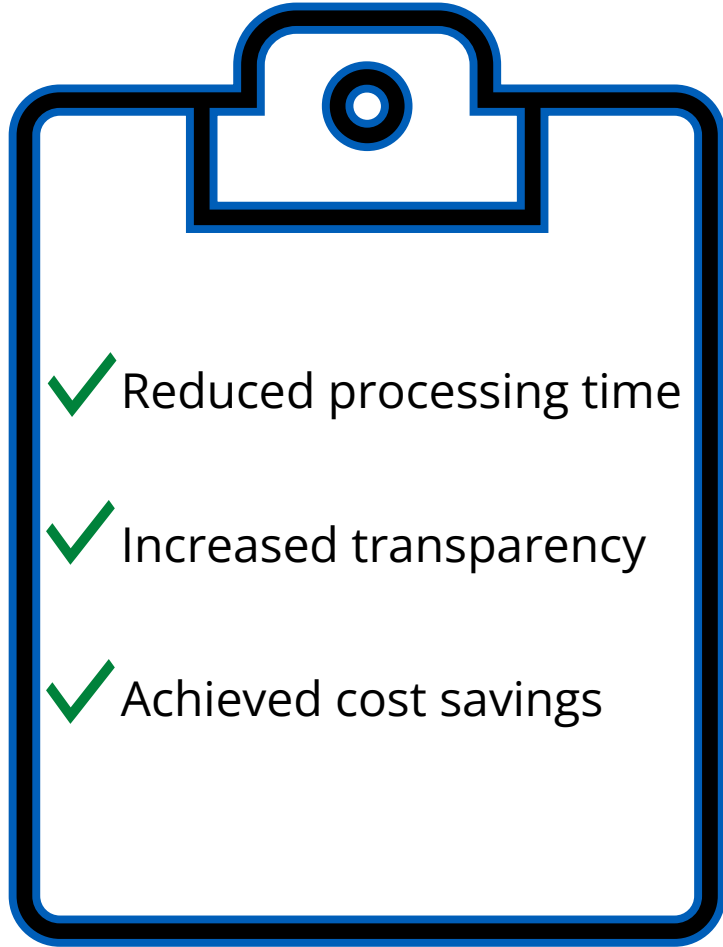 Reduced processing time
Increased transparency
Achieved cost savings